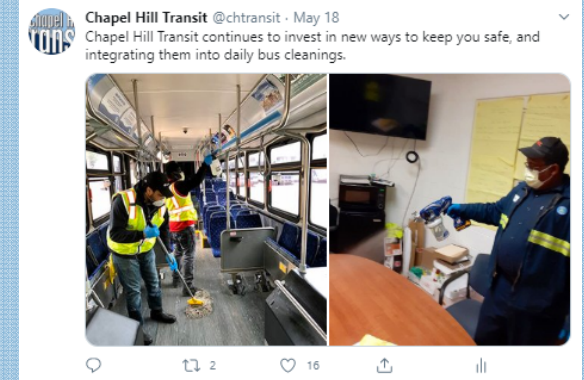 Chapel Hill Transit @chtransit · May 18
Chapel Hill Transit continues to invest in new ways to keep you safe, and
integrating them into daily bus cleanings.
2
16